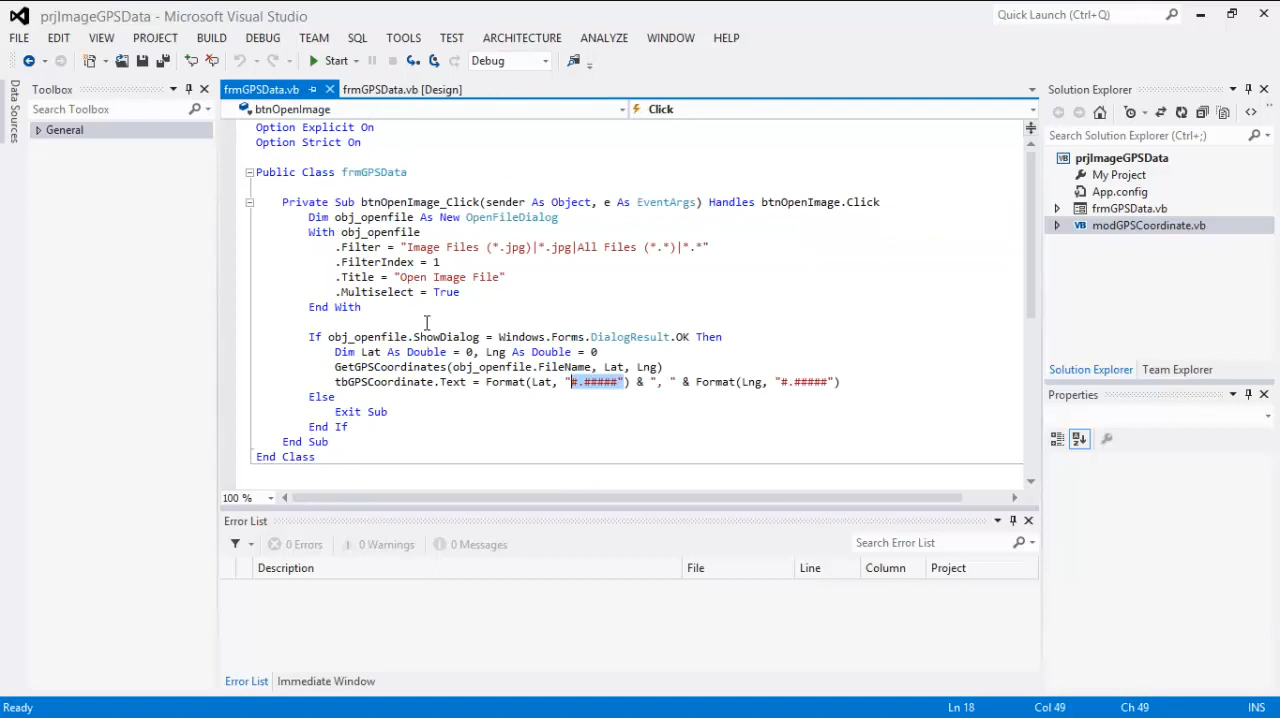 prjImageGPSData - Microsoft Visual Studio
Quick Launch (Ctrl+Q)
FILE EDIT VIEW PROJECT BUILD DEBUG TEAM SQL TOOLS TEST ARCHITECTURE ANALYZE WINDOW HELP
Start Debug
Data Sources
Toolbox
Search Toolbox
General
frmGPSData.vb frmGPSData.vb [Design]
btnOpenImage Click
Option Explicit On
Option Strict On
Public Class frmGPSData
Private Sub btnOpenImage_Click(sender As Object, e As EventArgs) Handles btnOpenImage.Click
Dim obj_openfile As New OpenFileDialog
With obj_openfile
.Filter = "Image Files (*.jpg)|*.jpg|All Files (*.*)|*.*"
.FilterIndex = 1
.Title = "Open Image File"
.Multiselect = True
End With
If obj_openfile.ShowDialog = Windows.Forms.DialogResult.OK Then
Dim Lat As Double = 0, Lng As Double = 0
GetGPSCoordinates(obj_openfile.FileName, Lat, Lng)
tbGPSCoordinate.Text = Format(Lat, "#.#####") & ", " & Format(Lng, "#.#####")
Else
Exit Sub
End If
End Sub
End Class
100 %
Error List
0 Errors 0 Warnings 0 Messages
Search Error List
Description File Line Column Project
Error List Immediate Window
Solution Explorer
Search Solution Explorer (Ctrl+;)
prjImageGPSData
My Project
App.config
frmGPSData.vb
modGPSCoordinate.vb
Solution Explorer Team Explorer
Properties
Ready Ln 18 Col 49 Ch 49 INS